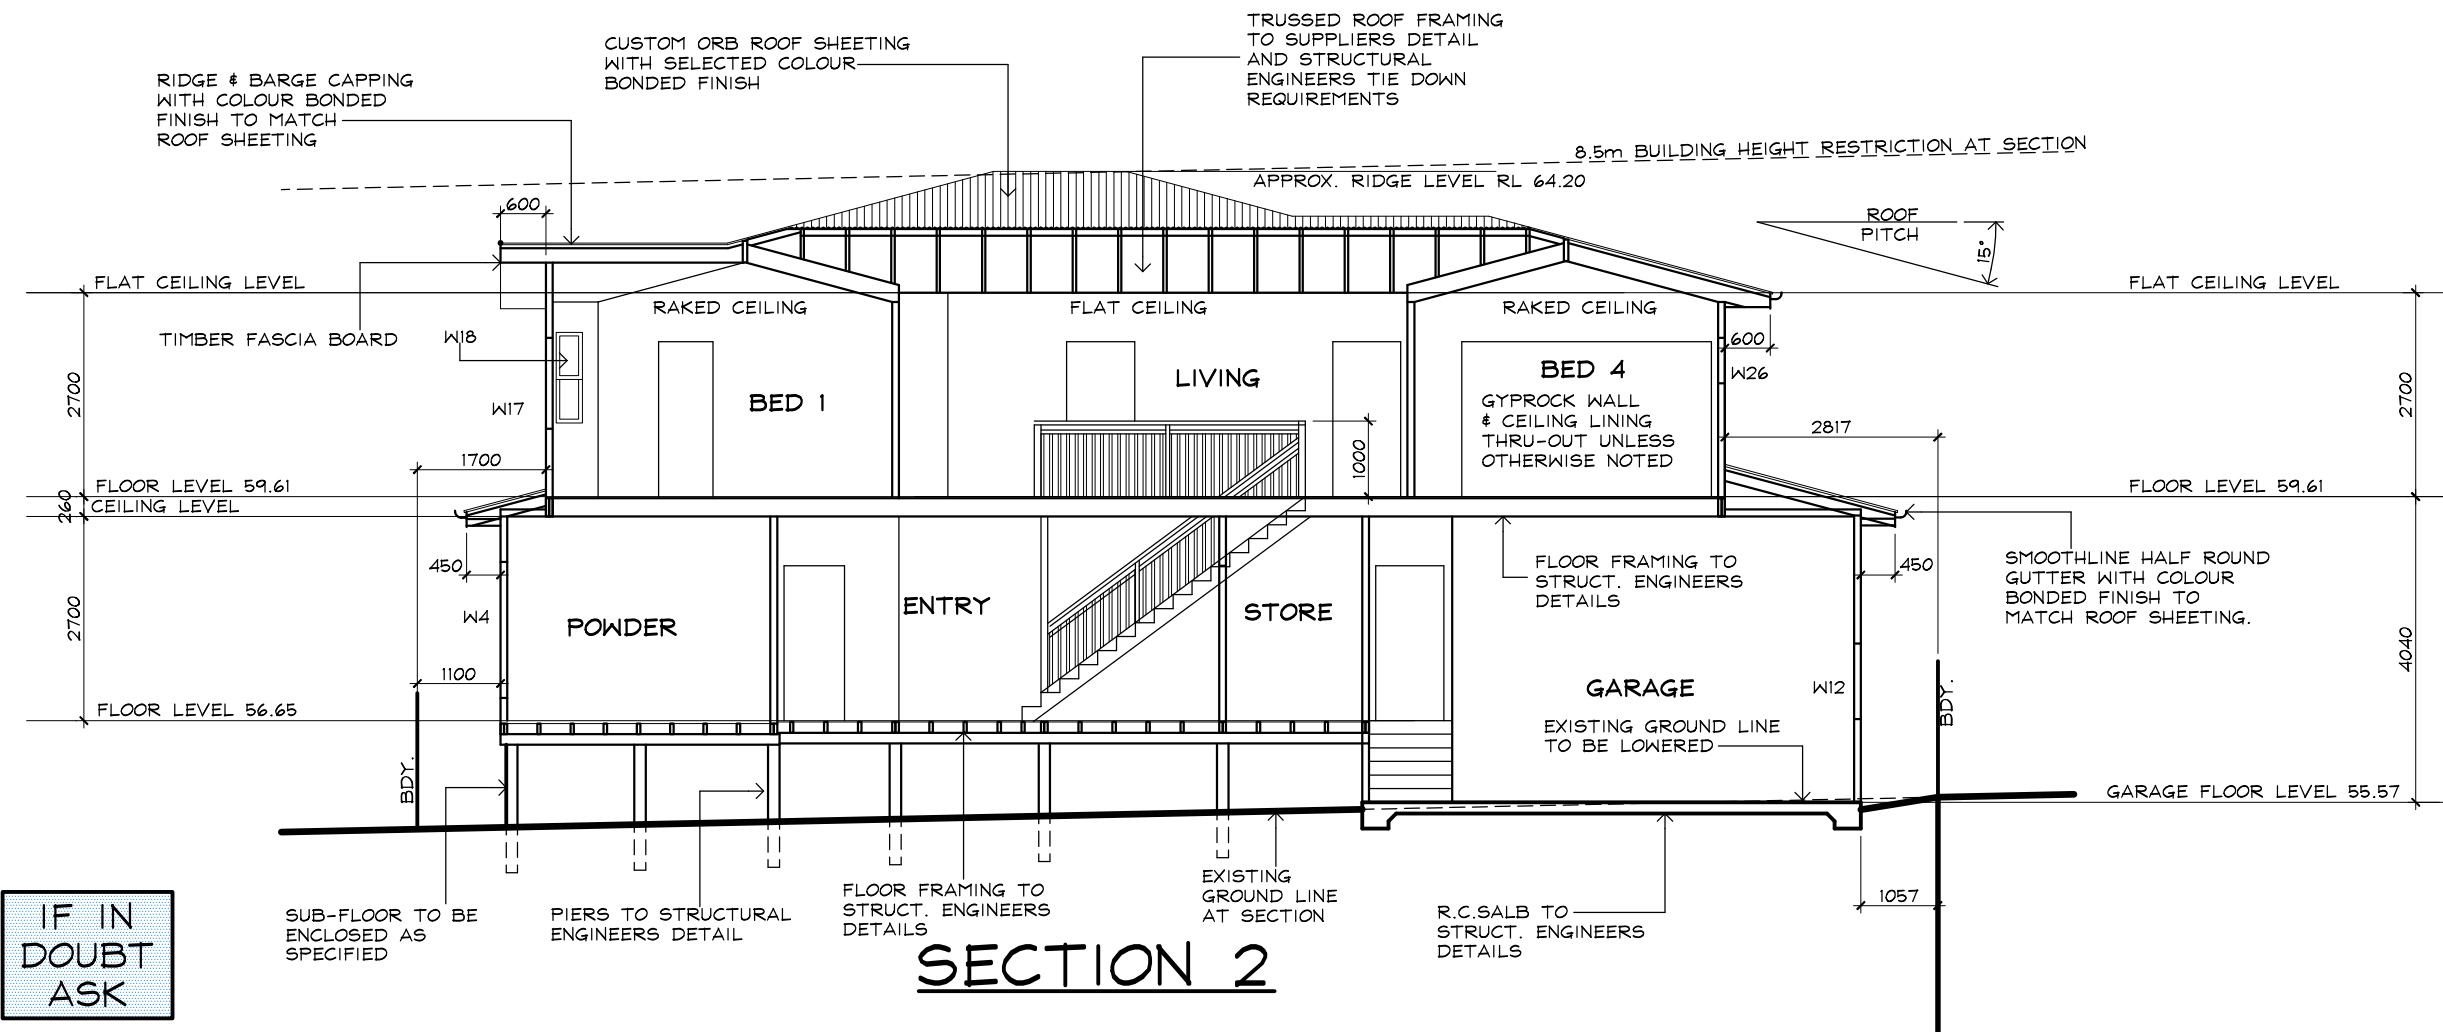 TRUSSED ROOF FRAMING
TO SUPPLIERS DETAIL
AND STRUCTURAL
ENGINEERS TIE DOWN
REQUIREMENTS
CUSTOM ORB ROOF SHEETING
WITH SELECTED COLOUR
BONDED FINISH
RIDGE & BARGE CAPPING
WITH COLOUR BONDED
FINISH TO MATCH
ROOF SHEETING
8.5m BUILDING HEIGHT RESTRICTION AT SECTION
APPROX. RIDGE LEVEL RL 64.20
600
ROOF
PITCH
15°
FLAT CEILING LEVEL
FLAT CEILING LEVEL
RAKED CEILING
FLAT CEILING
RAKED CEILING
TIMBER FASCIA BOARD
W18
600
2700
W17
BED 1
LIVING
BED 4
GYPROCK WALL
& CEILING LINING
THRU-OUT UNLESS
OTHERWISE NOTED
W26
2700
2817
1000
1700
FLOOR LEVEL 59.61
FLOOR LEVEL 59.61
260
CEILING LEVEL
450
450
FLOOR FRAMING TO
STRUCT. ENGINEERS
DETAILS
SMOOTHLINE HALF ROUND
GUTTER WITH COLOUR
BONDED FINISH TO
MATCH ROOF SHEETING.
2700
W4
POWDER
ENTRY
STORE
4040
1100
GARAGE
W12
BDY.
FLOOR LEVEL 56.65
EXISTING GROUND LINE
TO BE LOWERED
BDY.
GARAGE FLOOR LEVEL 55.57
SUB-FLOOR TO BE
ENCLOSED AS
SPECIFIED
PIERS TO STRUCTURAL
ENGINEERS DETAIL
FLOOR FRAMING TO
STRUCT. ENGINEERS
DETAILS
EXISTING
GROUND LINE
AT SECTION
R.C.SALB TO
STRUCT. ENGINEERS
DETAILS
1057
IF IN
DOUBT
ASK
SECTION 2